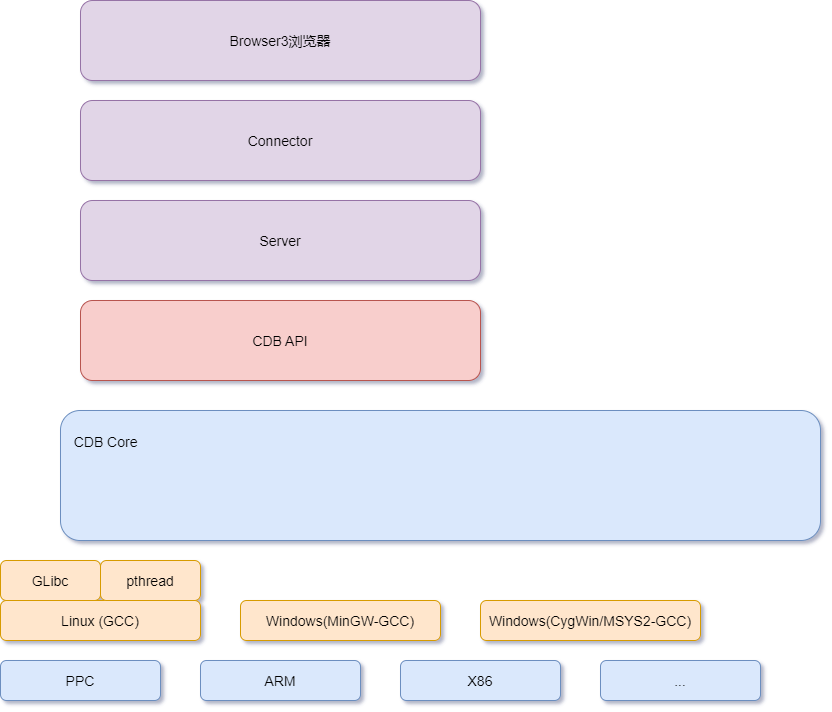 Browser3浏览器
Connector
Server
CDB API
CDB Core
GLibc
pthread
Linux (GCC)
Windows(MinGW-GCC)
Windows(CygWin/MSYS2-GCC)
PPC
ARM
X86
...